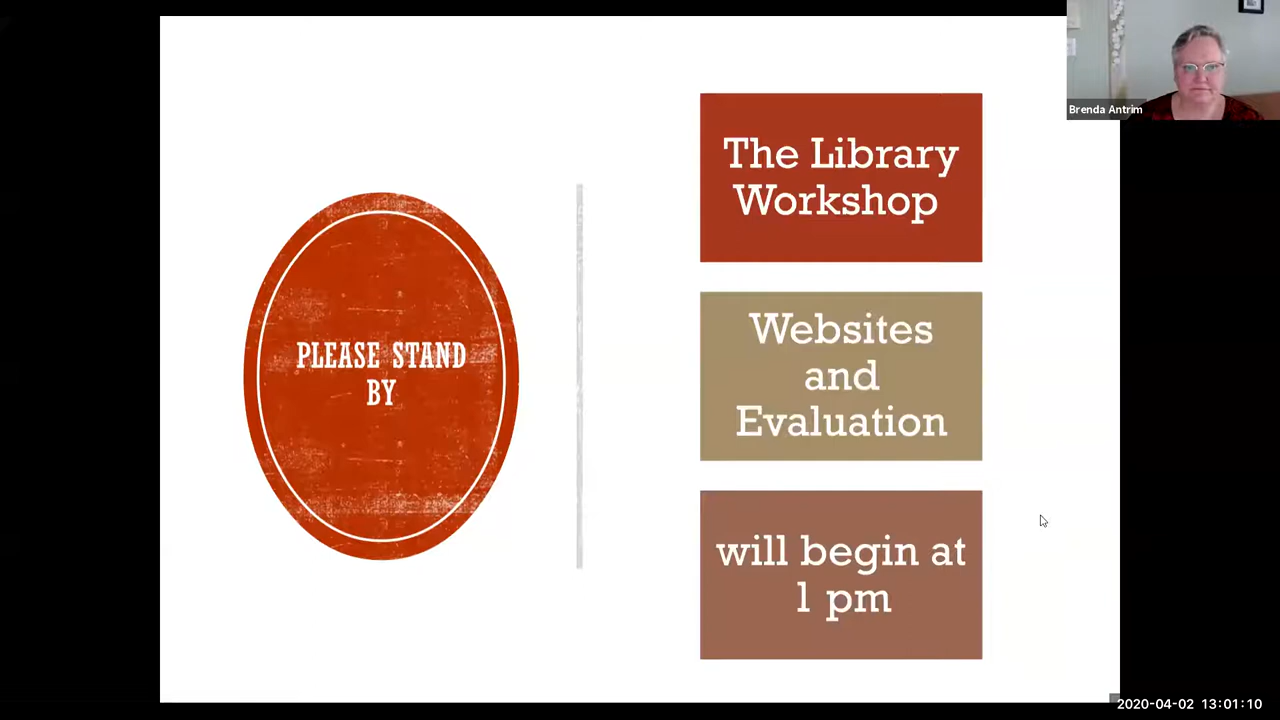 PLEASE STAND
BY
The Library
Workshop
Websites
and
Evaluation
will begin at
1 pm
Brenda Antrim
2020-04-02 13:01:10